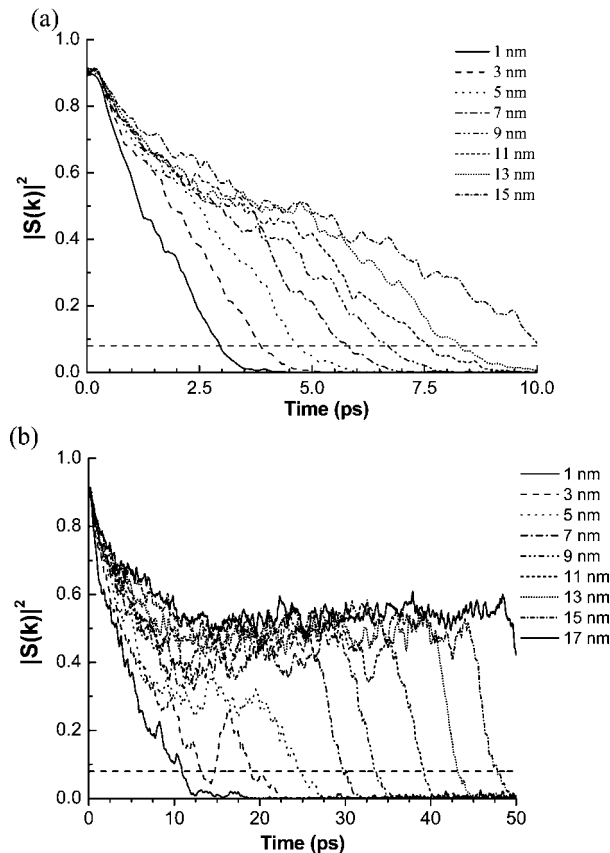 (a)
1.0
0.8
0.6
0.4
0.2
0.0
|S(k)|²
0.0 2.5 5.0 7.5 10.0
Time (ps)
1 nm
3 nm
5 nm
7 nm
9 nm
11 nm
13 nm
15 nm
(b)
1.0
0.8
0.6
0.4
0.2
0.0
|S(k)|²
0 10 20 30 40 50
Time (ps)
1 nm
3 nm
5 nm
7 nm
9 nm
11 nm
13 nm
15 nm
17 nm